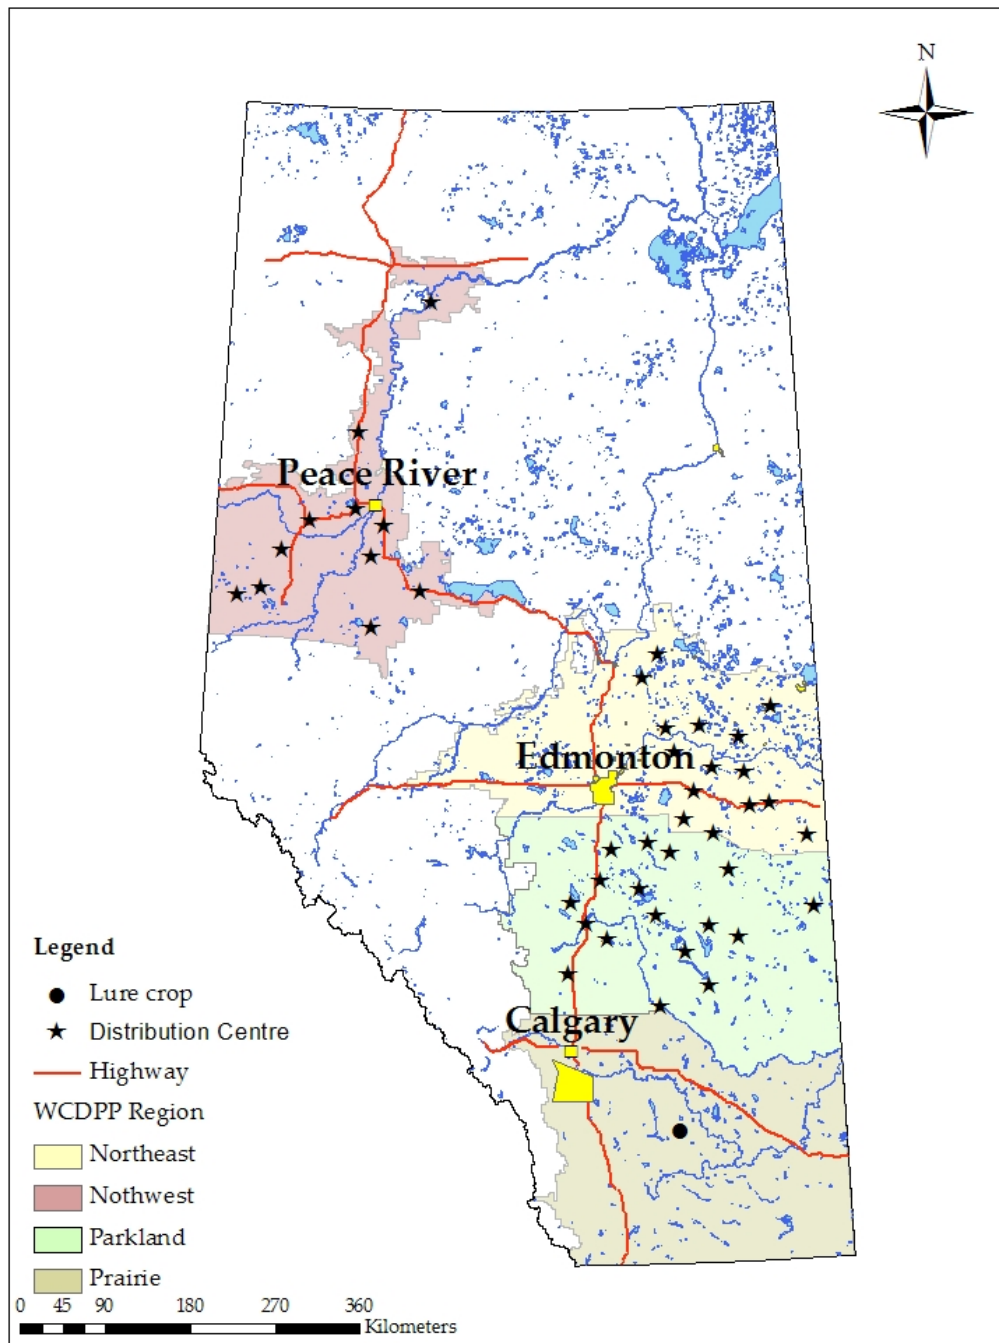 N
Peace River
Edmonton
Calgary
Legend
Lure crop
Distribution Centre
Highway
WCDPP Region
Northeast
Nothwest
Parkland
Prairie
0 45 90 180 270 360
Kilometers